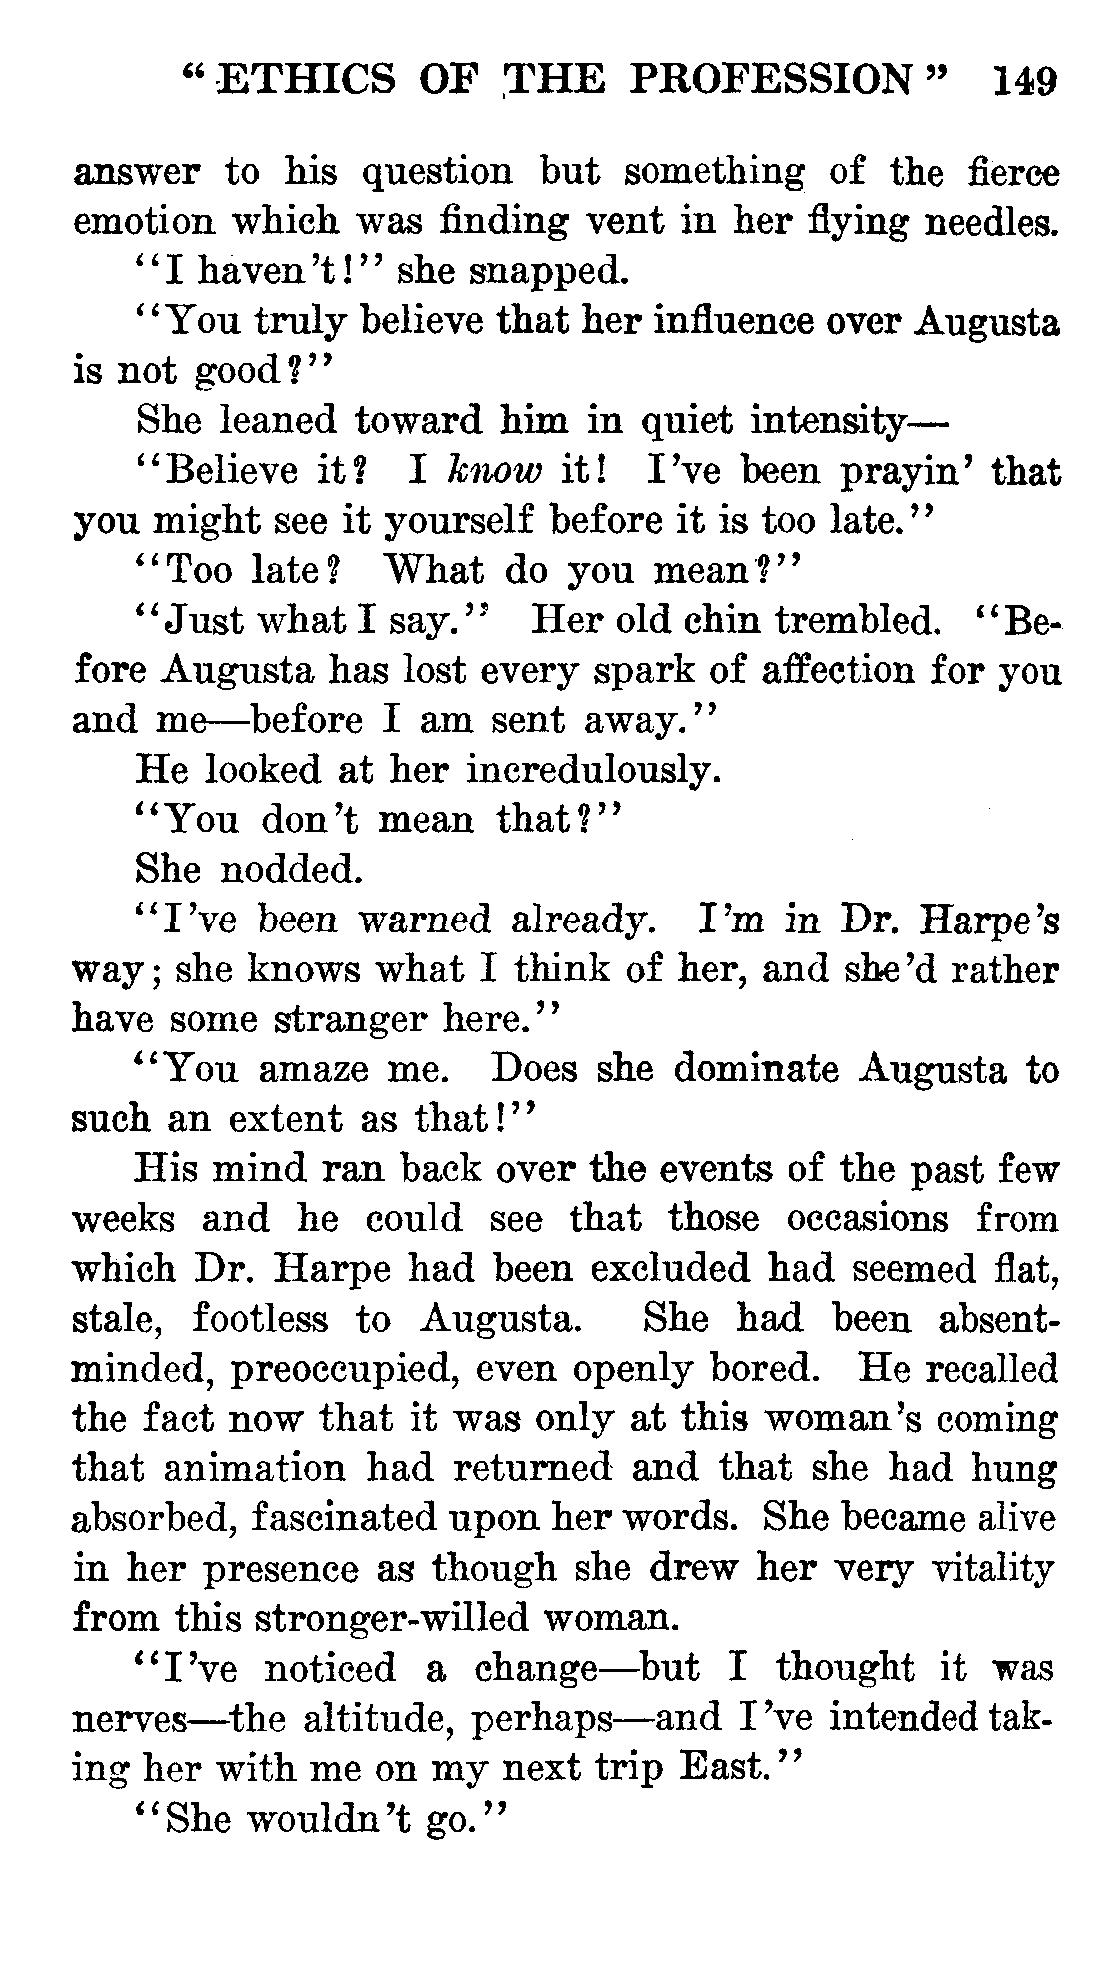 “ ETHICS OF THE PROFESSION ” 149
answer to his question but something of the fierce
emotion which was finding vent in her flying needles.
“I haven’t!” she snapped.
“You truly believe that her influence over Augusta
is not good?”
She leaned toward him in quiet intensity—
“Believe it? I know it! I’ve been prayin’ that
you might see it yourself before it is too late.”
“Too late? What do you mean?”
“Just what I say.” Her old chin trembled. “Be-
fore Augusta has lost every spark of affection for you
and me—before I am sent away.”
He looked at her incredulously.
“You don’t mean that?”
She nodded.
“I’ve been warned already. I’m in Dr. Harpe’s
way; she knows what I think of her, and she’d rather
have some stranger here.”
“You amaze me. Does she dominate Augusta to
such an extent as that!”
His mind ran back over the events of the past few
weeks and he could see that those occasions from
which Dr. Harpe had been excluded had seemed flat,
stale, footless to Augusta. She had been absent-
minded, preoccupied, even openly bored. He recalled
the fact now that it was only at this woman’s coming
that animation had returned and that she had hung
absorbed, fascinated upon her words. She became alive
in her presence as though she drew her very vitality
from this stronger-willed woman.
“I’ve noticed a change—but I thought it was
nerves—the altitude, perhaps—and I’ve intended tak-
ing her with me on my next trip East.”
“She wouldn’t go.”